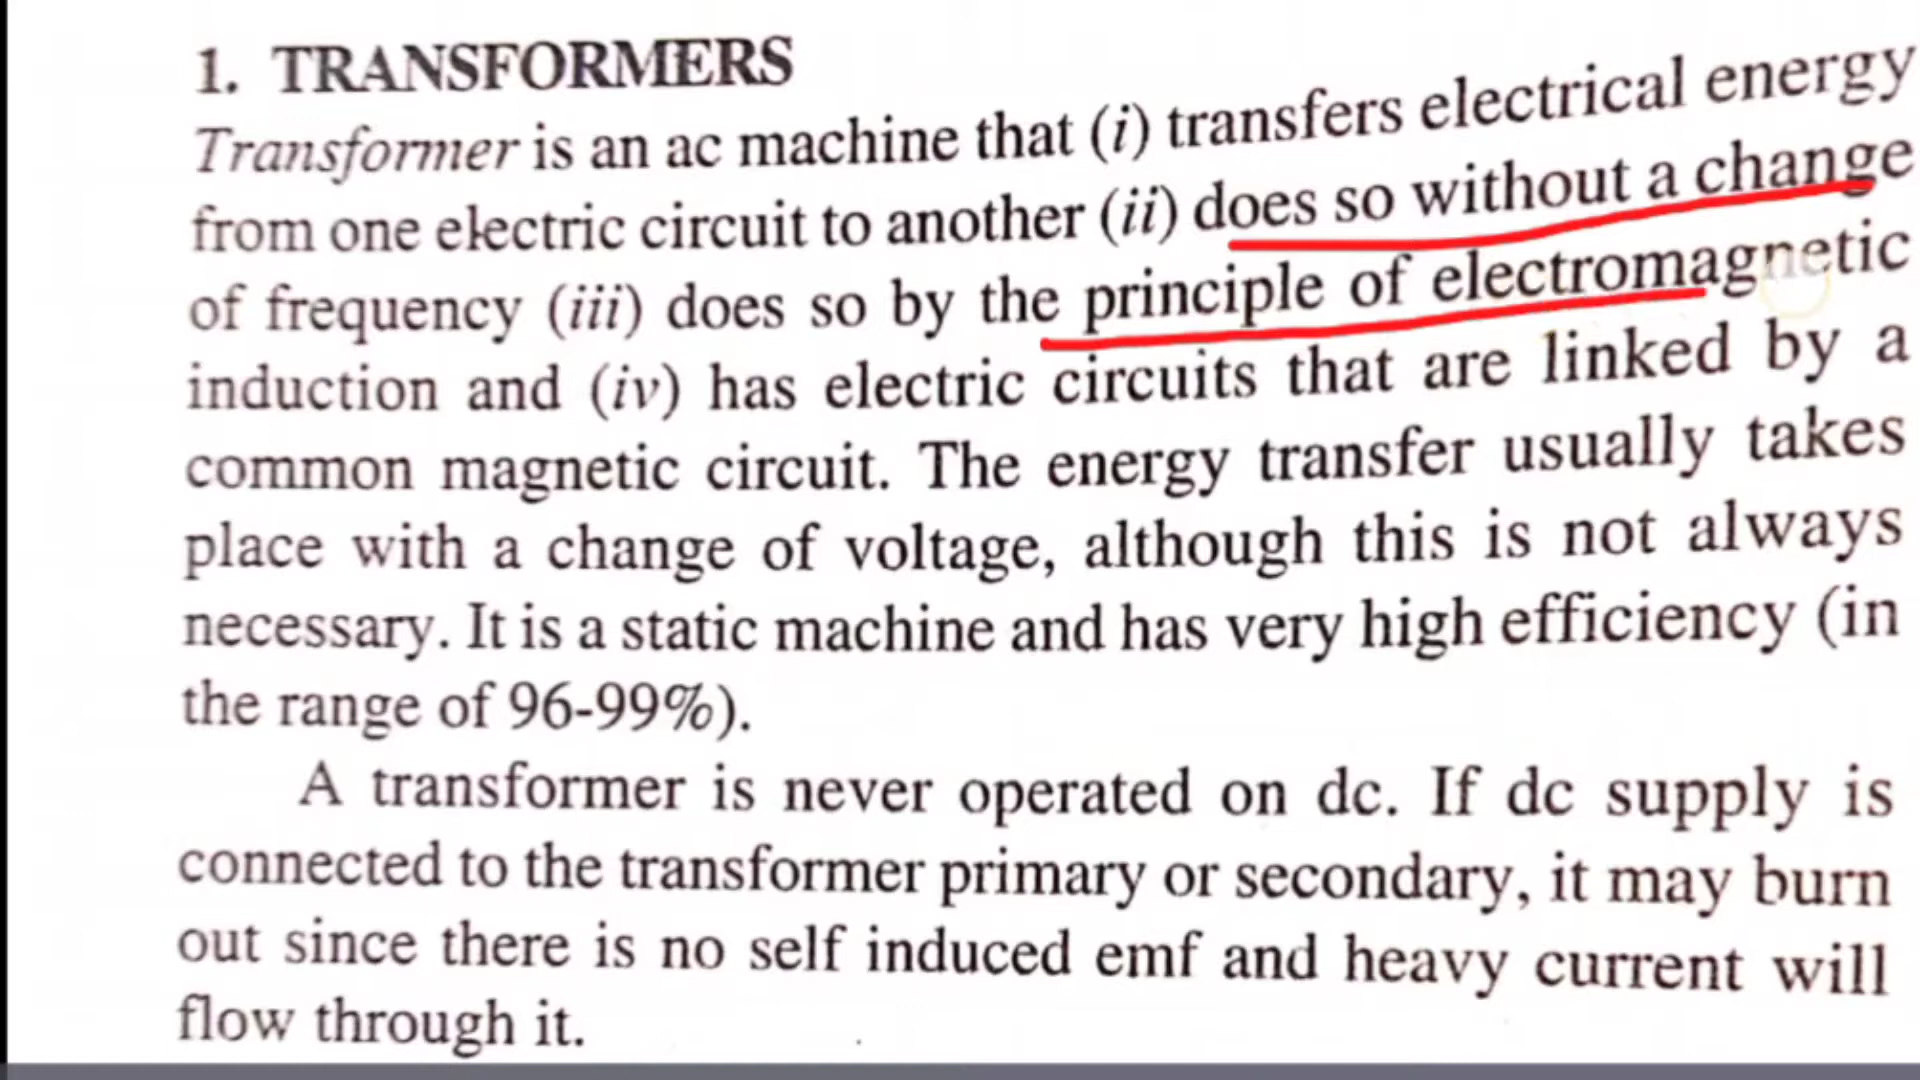 1. TRANSFORMERS
Transformer is an ac machine that (i) transfers electrical energy
from one electric circuit to another (ii) does so without a change
of frequency (iii) does so by the principle of electromagnetic
induction and (iv) has electric circuits that are linked by a
common magnetic circuit. The energy transfer usually takes
place with a change of voltage, although this is not always
necessary. It is a static machine and has very high efficiency (in
the range of 96-99%).
A transformer is never operated on dc. If dc supply is
connected to the transformer primary or secondary, it may burn
out since there is no self induced emf and heavy current will
flow through it.